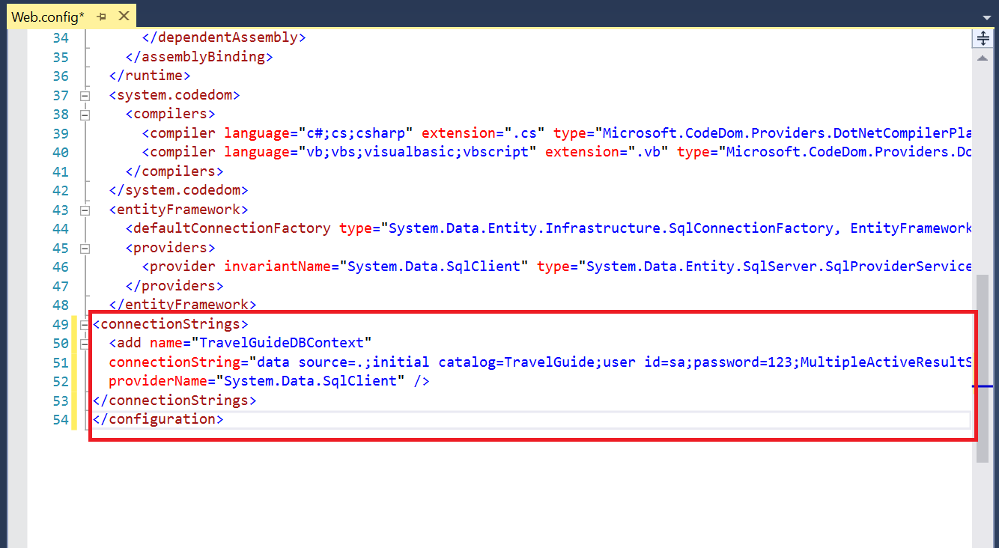 Web.config*
34 </dependentAssembly>
35 </assemblyBinding>
36 </runtime>
37 <system.codedom>
38 <compilers>
39 <compiler language="c#;cs;csharp" extension=".cs" type="Microsoft.CodeDom.Providers.DotNetCompilerPla
40 <compiler language="vb;vbs;visualbasic;vbscript" extension=".vb" type="Microsoft.CodeDom.Providers.Do
41 </compilers>
42 </system.codedom>
43 <entityFramework>
44 <defaultConnectionFactory type="System.Data.Entity.Infrastructure.SqlConnectionFactory, EntityFramework
45 <providers>
46 <provider invariantName="System.Data.SqlClient" type="System.Data.Entity.SqlServer.SqlProviderService
47 </providers>
48 </entityFramework>
49 <connectionStrings>
50 <add name="TravelGuideDBContext"
51 connectionString="data source=.;initial catalog=TravelGuide;user id=sa;password=123;MultipleActiveResultS
52 providerName="System.Data.SqlClient" />
53 </connectionStrings>
54 </configuration>